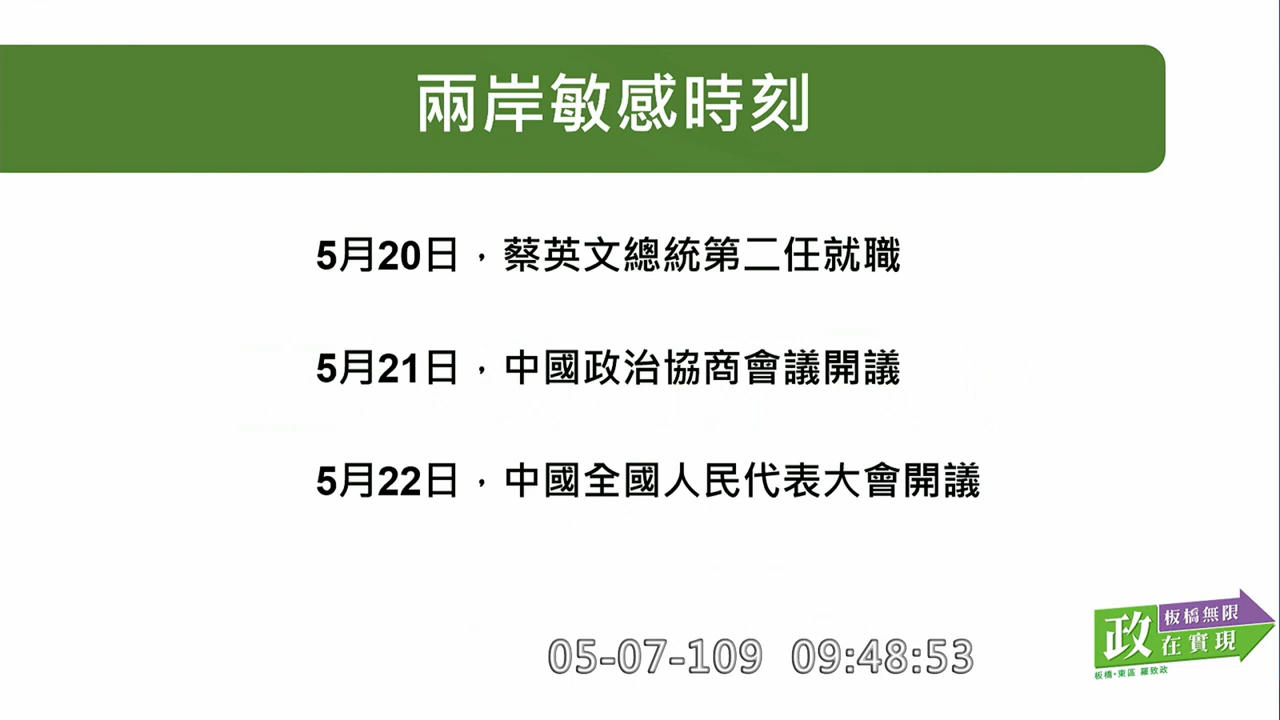 兩岸敏感時刻
5月20日，蔡英文總統第二任就職
5月21日，中國政治協商會議開議
5月22日，中國全國人民代表大會開議
05-07-109 09:48:53
政
板橋無限
在實現
板橋•東區 羅致政